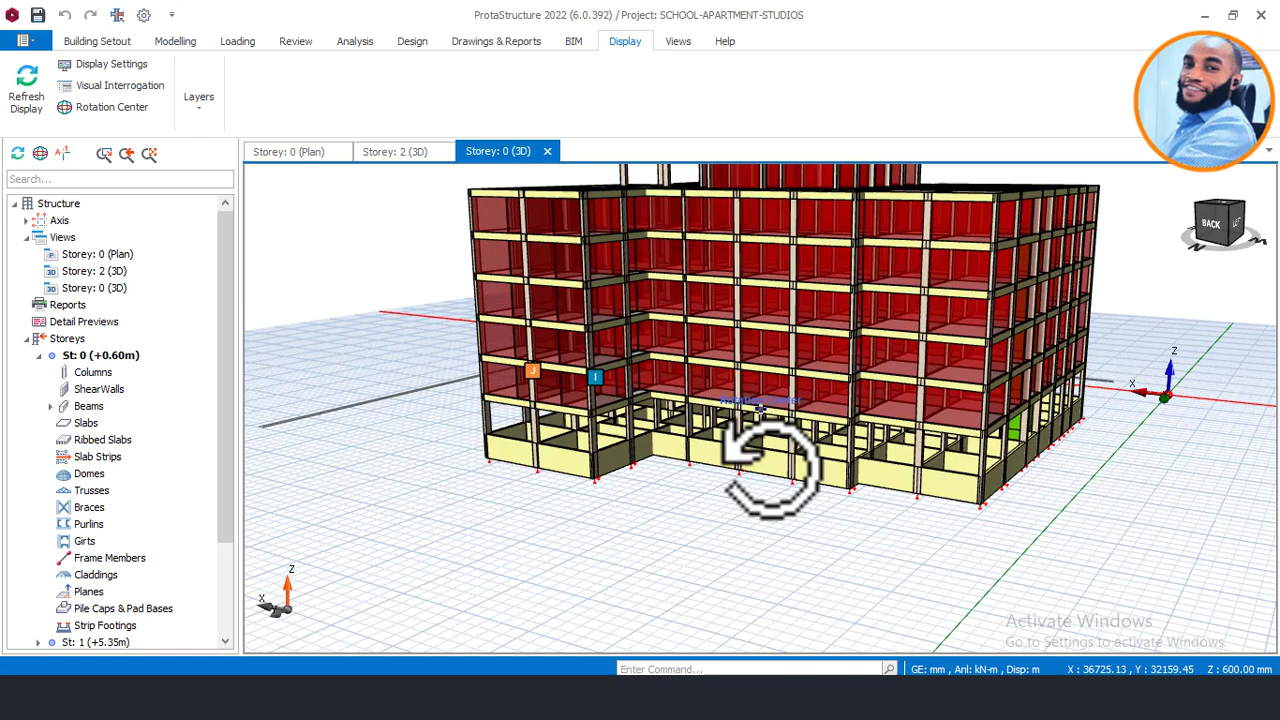 ProtaStructure 2022 (6.0.392) / Project: SCHOOL-APARTMENT-STUDIOS
Building Setout Modelling Loading Review Analysis Design Drawings & Reports BIM Display Views Help
Refresh Display
Display Settings
Visual Interrogation
Rotation Center
Layers
Storey: 0 (Plan) Storey: 2 (3D) Storey: 0 (3D)
Search...
Structure
Axis
Views
Storey: 0 (Plan)
Storey: 2 (3D)
Storey: 0 (3D)
Reports
Detail Previews
Storeys
St: 0 (+0.60m)
Columns
ShearWalls
Beams
Slabs
Ribbed Slabs
Slab Strips
Domes
Trusses
Braces
Purlins
Girts
Frame Members
Claddings
Planes
Pile Caps & Pad Bases
Strip Footings
St: 1 (+5.35m)
BACK LEFT
J I
Rotation Center
Z
X
Z
X
Activate Windows
Go to Settings to activate Windows.
Enter Command...
GE: mm, Anl: kN-m, Disp: m X : 36725.13, Y : 32159.45 Z : 600.00 mm